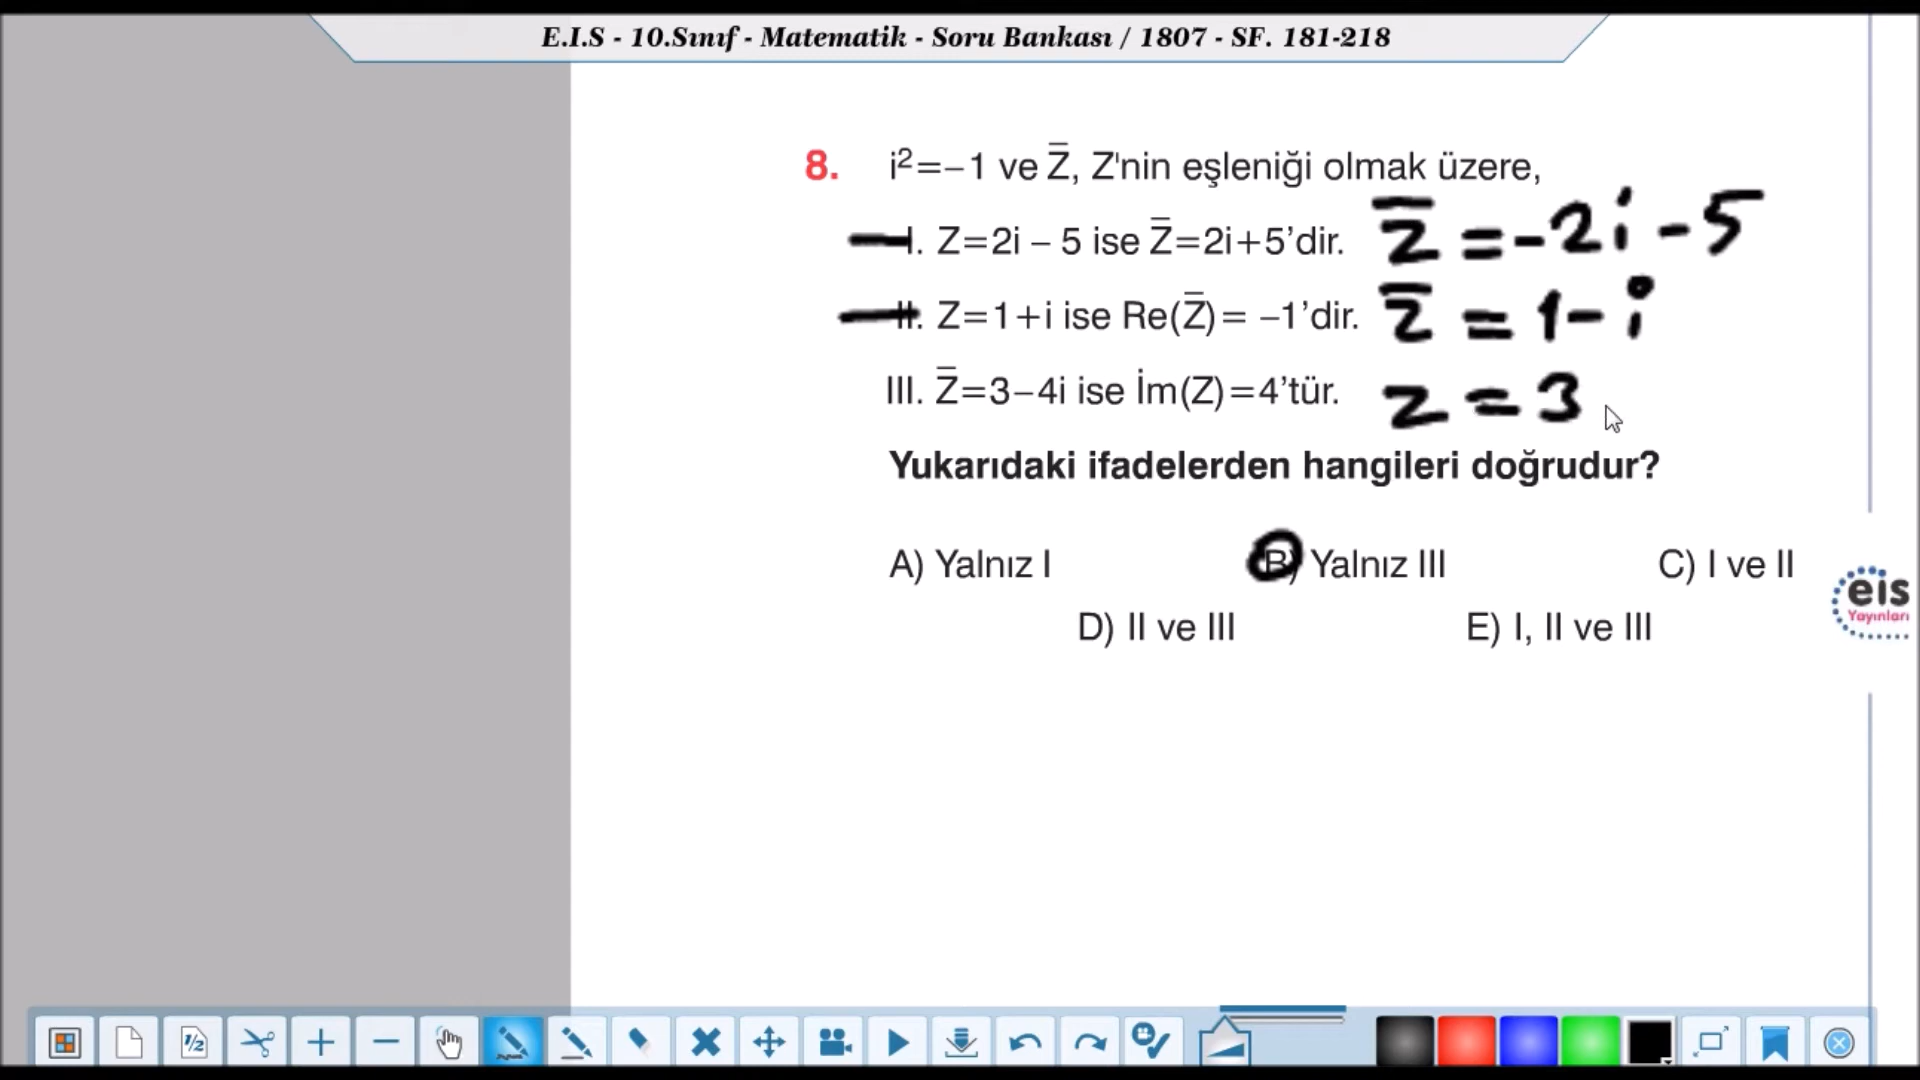 E.I.S - 10.Sınıf - Matematik - Soru Bankası / 1807 - SF. 181-218
8. i²=−1 ve Z̅, Z'nin eşleniği olmak üzere,
I. Z=2i – 5 ise Z̅=2i+5’dir. z̅ = -2i - 5
II. Z=1+i ise Re(Z̅)= −1’dir. z̅ = 1 - i
III. Z̅=3−4i ise İm(Z)=4’tür. z = 3
Yukarıdaki ifadelerden hangileri doğrudur?
A) Yalnız I B) Yalnız III C) I ve II
D) II ve III E) I, II ve III
eis
Yayınları
1/2